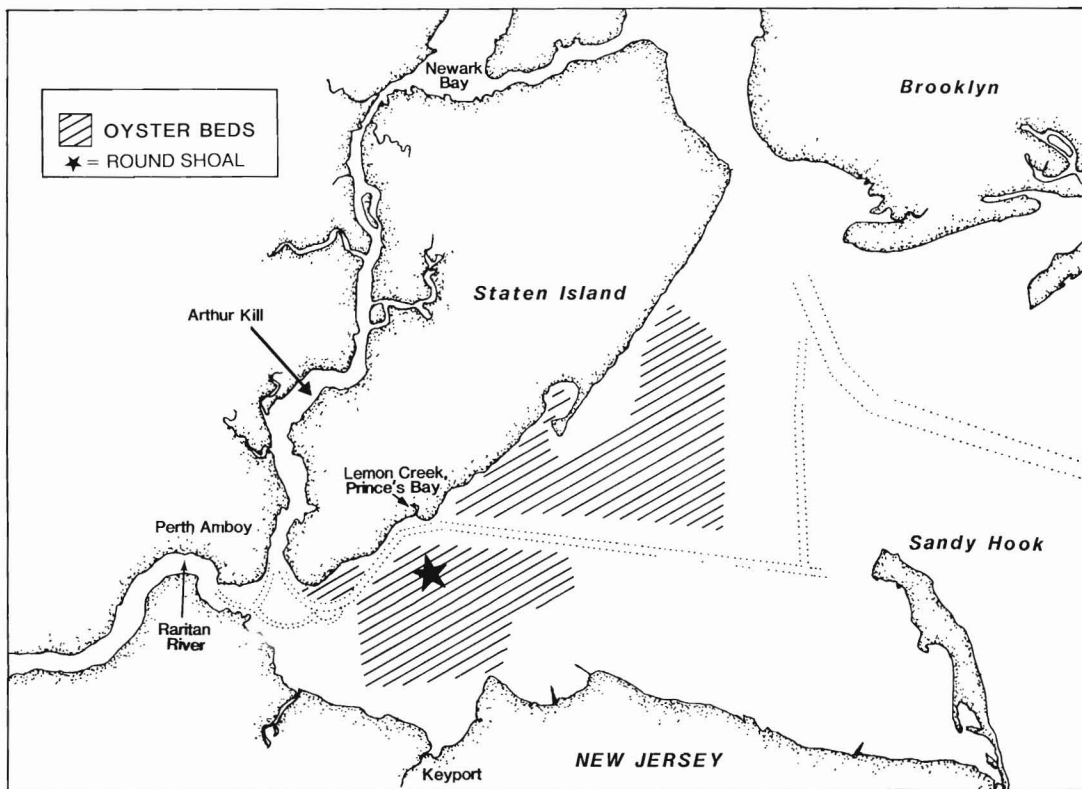 Newark
Bay
Brooklyn
OYSTER BEDS
★ = ROUND SHOAL
Staten Island
Arthur Kill
Lemon Creek,
Prince's Bay
Perth Amboy
Sandy Hook
Raritan
River
NEW JERSEY
Keyport